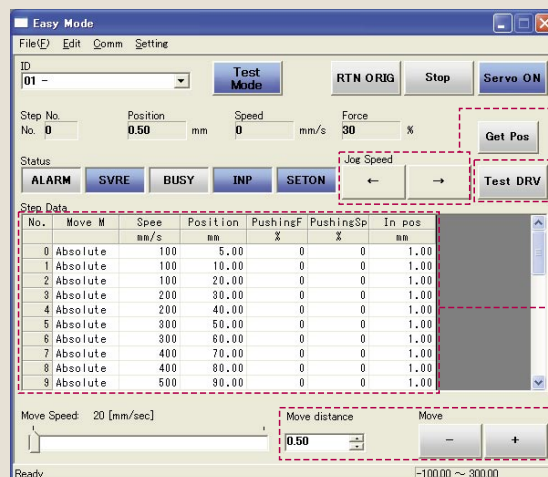 Easy Mode
File(F) Edit Comm Setting
ID
01 -
Test Mode
RTN ORIG
Stop
Servo ON
Step No. Position Speed Force
No. 0 0.50 mm 0 mm/s 30 %
Get Pos
Status
Jog Speed
ALARM SVRE BUSY INP SETON ← → Test DRV
Step Data
No. Move M Spee Position PushingF PushingSp In pos
mm/s mm % % mm
0 Absolute 100 5.00 0 0 1.00
1 Absolute 100 10.00 0 0 1.00
2 Absolute 100 20.00 0 0 1.00
3 Absolute 200 30.00 0 0 1.00
4 Absolute 200 40.00 0 0 1.00
5 Absolute 300 50.00 0 0 1.00
6 Absolute 300 60.00 0 0 1.00
7 Absolute 400 70.00 0 0 1.00
8 Absolute 400 80.00 0 0 1.00
9 Absolute 500 90.00 0 0 1.00
Move Speed: 20 [mm/sec]
Move distance
Move
0.50 - +
Ready
-100.00 ~ 300.00